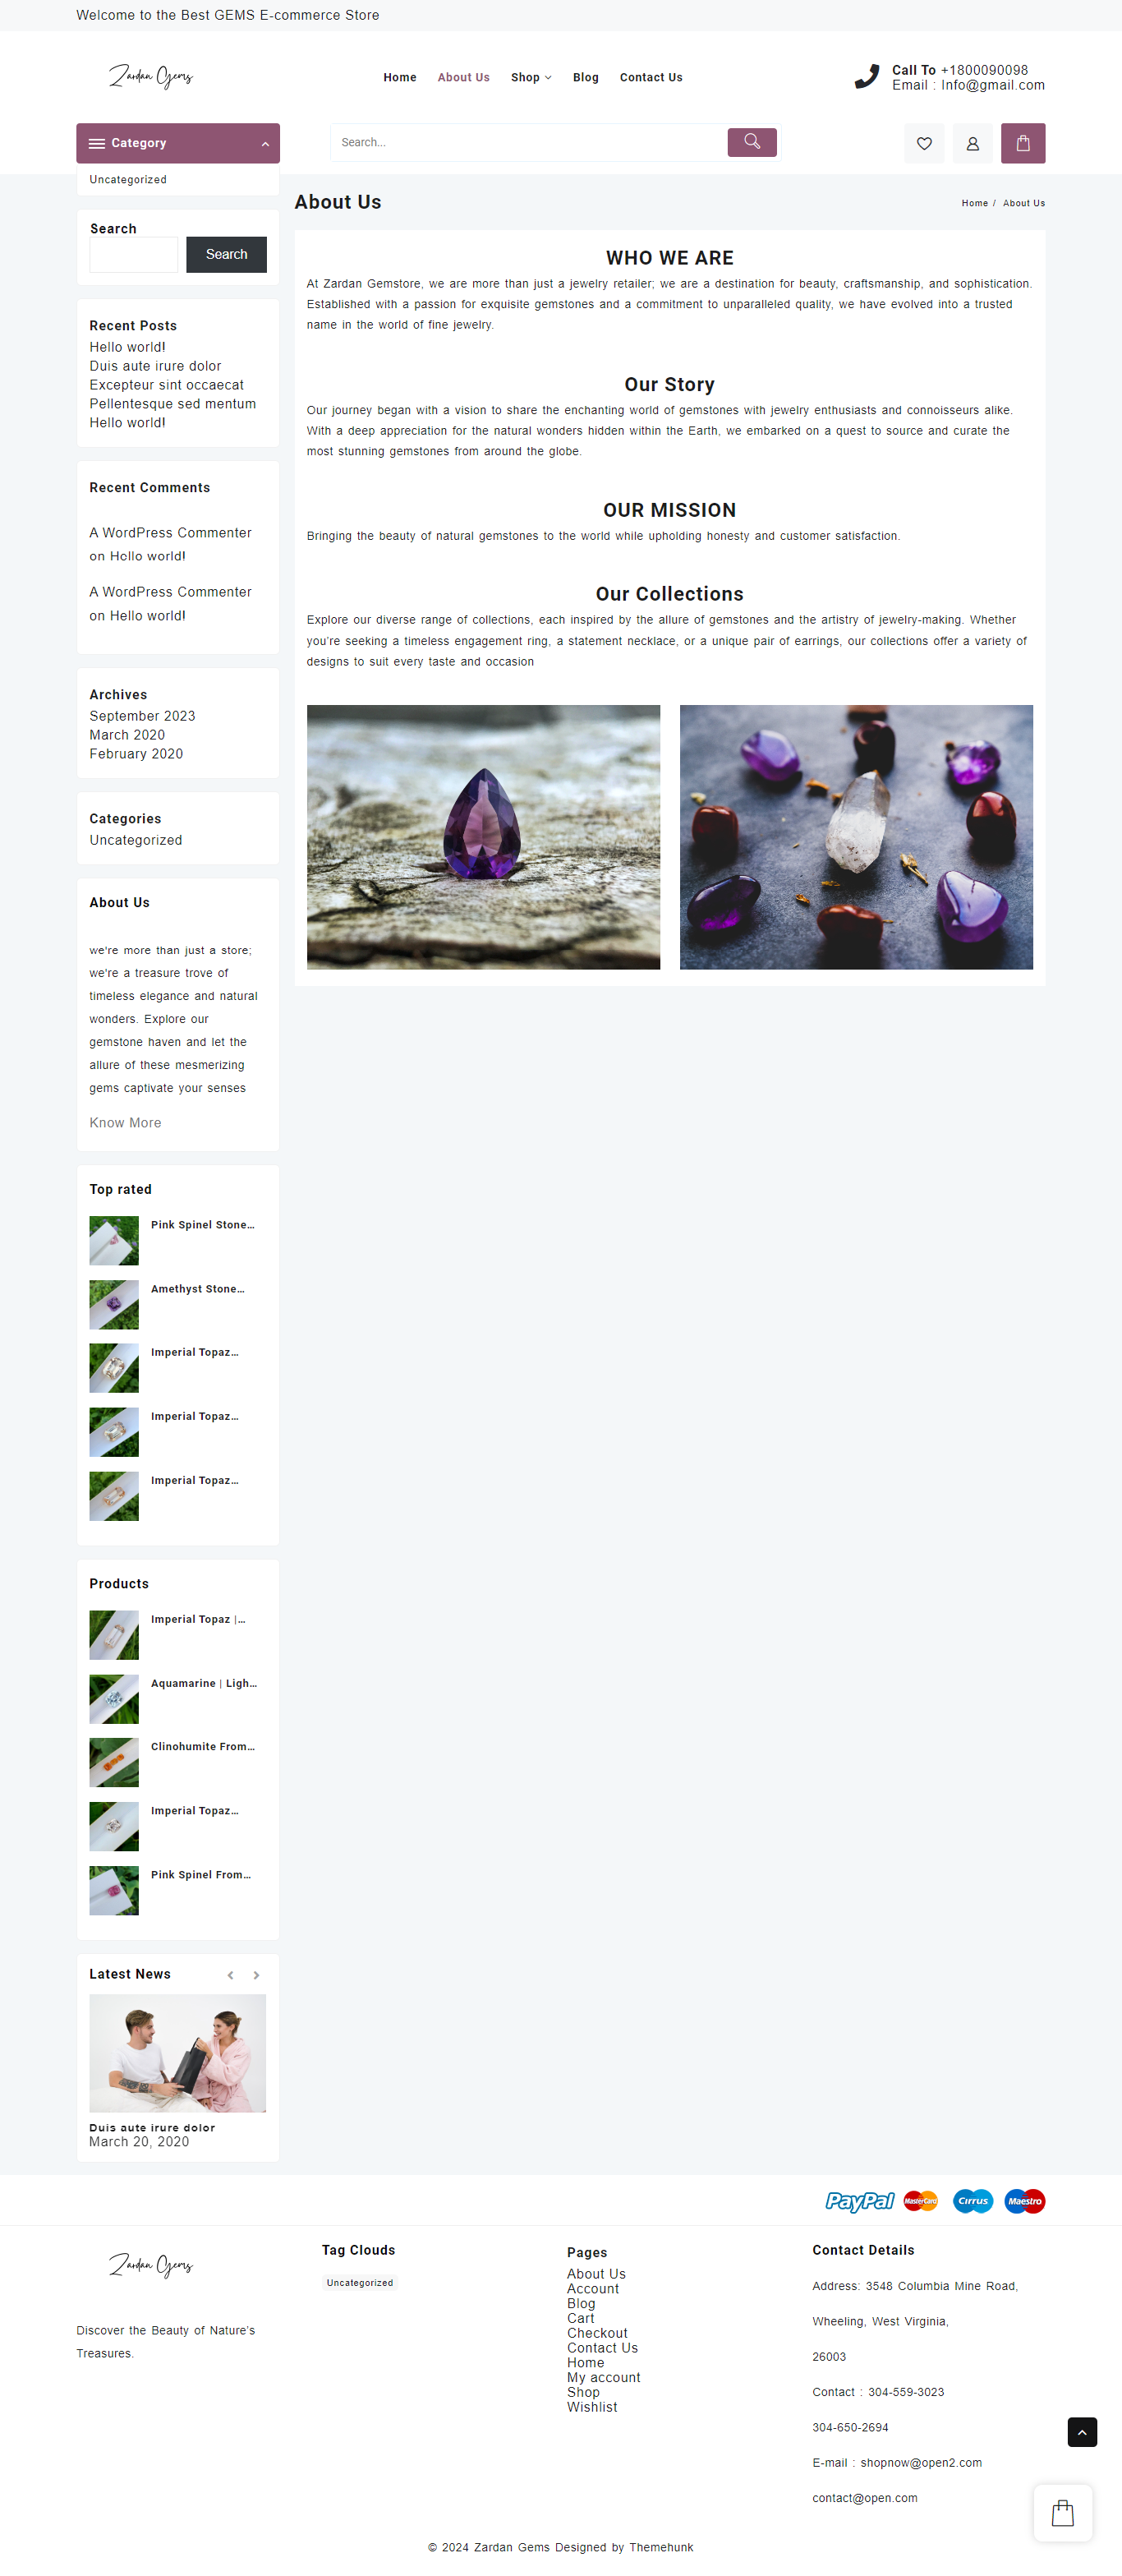 Welcome to the Best GEMS E-commerce Store
Zardan Gems
Home About Us Shop Blog Contact Us
Call To +1800090098
Email : Info@gmail.com
Category
Search...
Uncategorized
About Us
Home / About Us
Search
Search
Recent Posts
Hello world!
Duis aute irure dolor
Excepteur sint occaecat
Pellentesque sed mentum
Hello world!
Recent Comments
A WordPress Commenter
on Hello world!
A WordPress Commenter
on Hello world!
Archives
September 2023
March 2020
February 2020
Categories
Uncategorized
About Us
we're more than just a store;
we're a treasure trove of
timeless elegance and natural
wonders. Explore our
gemstone haven and let the
allure of these mesmerizing
gems captivate your senses
Know More
Top rated
Pink Spinel Stone...
Amethyst Stone...
Imperial Topaz...
Imperial Topaz...
Imperial Topaz...
Products
Imperial Topaz |...
Aquamarine | Ligh...
Clinohumite From...
Imperial Topaz...
Pink Spinel From...
Latest News
Duis aute irure dolor
March 20, 2020
WHO WE ARE
At Zardan Gemstore, we are more than just a jewelry retailer; we are a destination for beauty, craftsmanship, and sophistication.
Established with a passion for exquisite gemstones and a commitment to unparalleled quality, we have evolved into a trusted
name in the world of fine jewelry.
Our Story
Our journey began with a vision to share the enchanting world of gemstones with jewelry enthusiasts and connoisseurs alike.
With a deep appreciation for the natural wonders hidden within the Earth, we embarked on a quest to source and curate the
most stunning gemstones from around the globe.
OUR MISSION
Bringing the beauty of natural gemstones to the world while upholding honesty and customer satisfaction.
Our Collections
Explore our diverse range of collections, each inspired by the allure of gemstones and the artistry of jewelry-making. Whether
you're seeking a timeless engagement ring, a statement necklace, or a unique pair of earrings, our collections offer a variety of
designs to suit every taste and occasion
PayPal MasterCard Cirrus Maestro
Zardan Gems
Discover the Beauty of Nature's
Treasures.
Tag Clouds
Uncategorized
Pages
About Us
Account
Blog
Cart
Checkout
Contact Us
Home
My account
Shop
Wishlist
Contact Details
Address: 3548 Columbia Mine Road,
Wheeling, West Virginia,
26003
Contact : 304-559-3023
304-650-2694
E-mail : shopnow@open2.com
contact@open.com
© 2024 Zardan Gems Designed by Themehunk